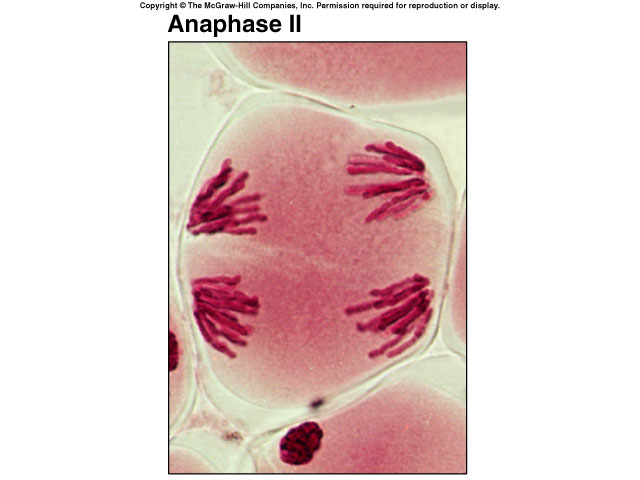 Copyright © The McGraw-Hill Companies, Inc. Permission required for reproduction or display.
Anaphase II